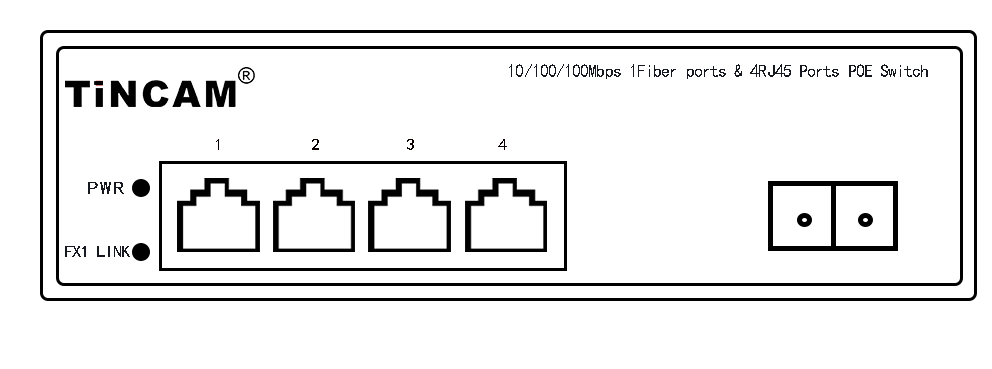 TiNCAM®
10/100/100Mbps 1Fiber ports & 4RJ45 Ports POE Switch
1 2 3 4
PWR
FX1 LINK